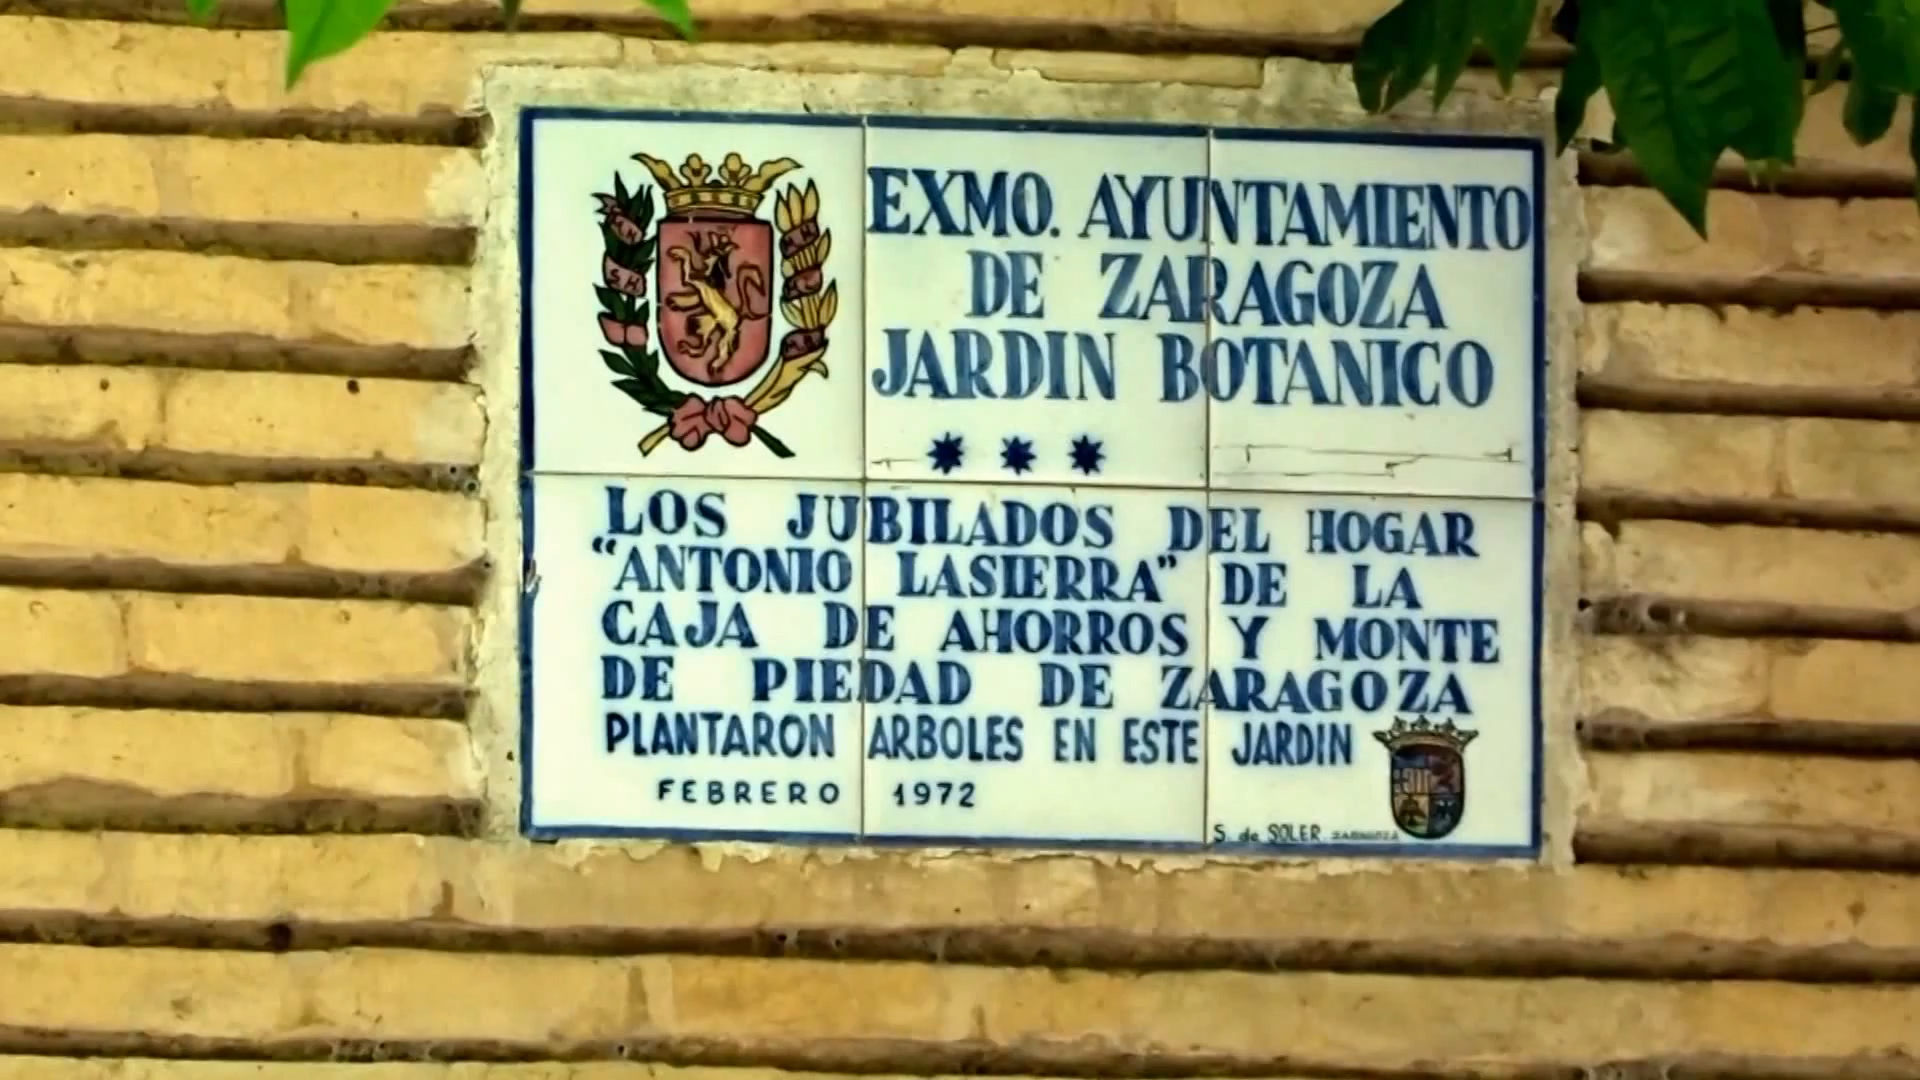 EXMO. AYUNTAMIENTO
DE ZARAGOZA
JARDIN BOTANICO
LOS JUBILADOS DEL HOGAR
"ANTONIO LASIERRA" DE LA
CAJA DE AHORROS Y MONTE
DE PIEDAD DE ZARAGOZA
PLANTARON ARBOLES EN ESTE JARDIN
FEBRERO 1972
S. de SOLER ZARAGOZA